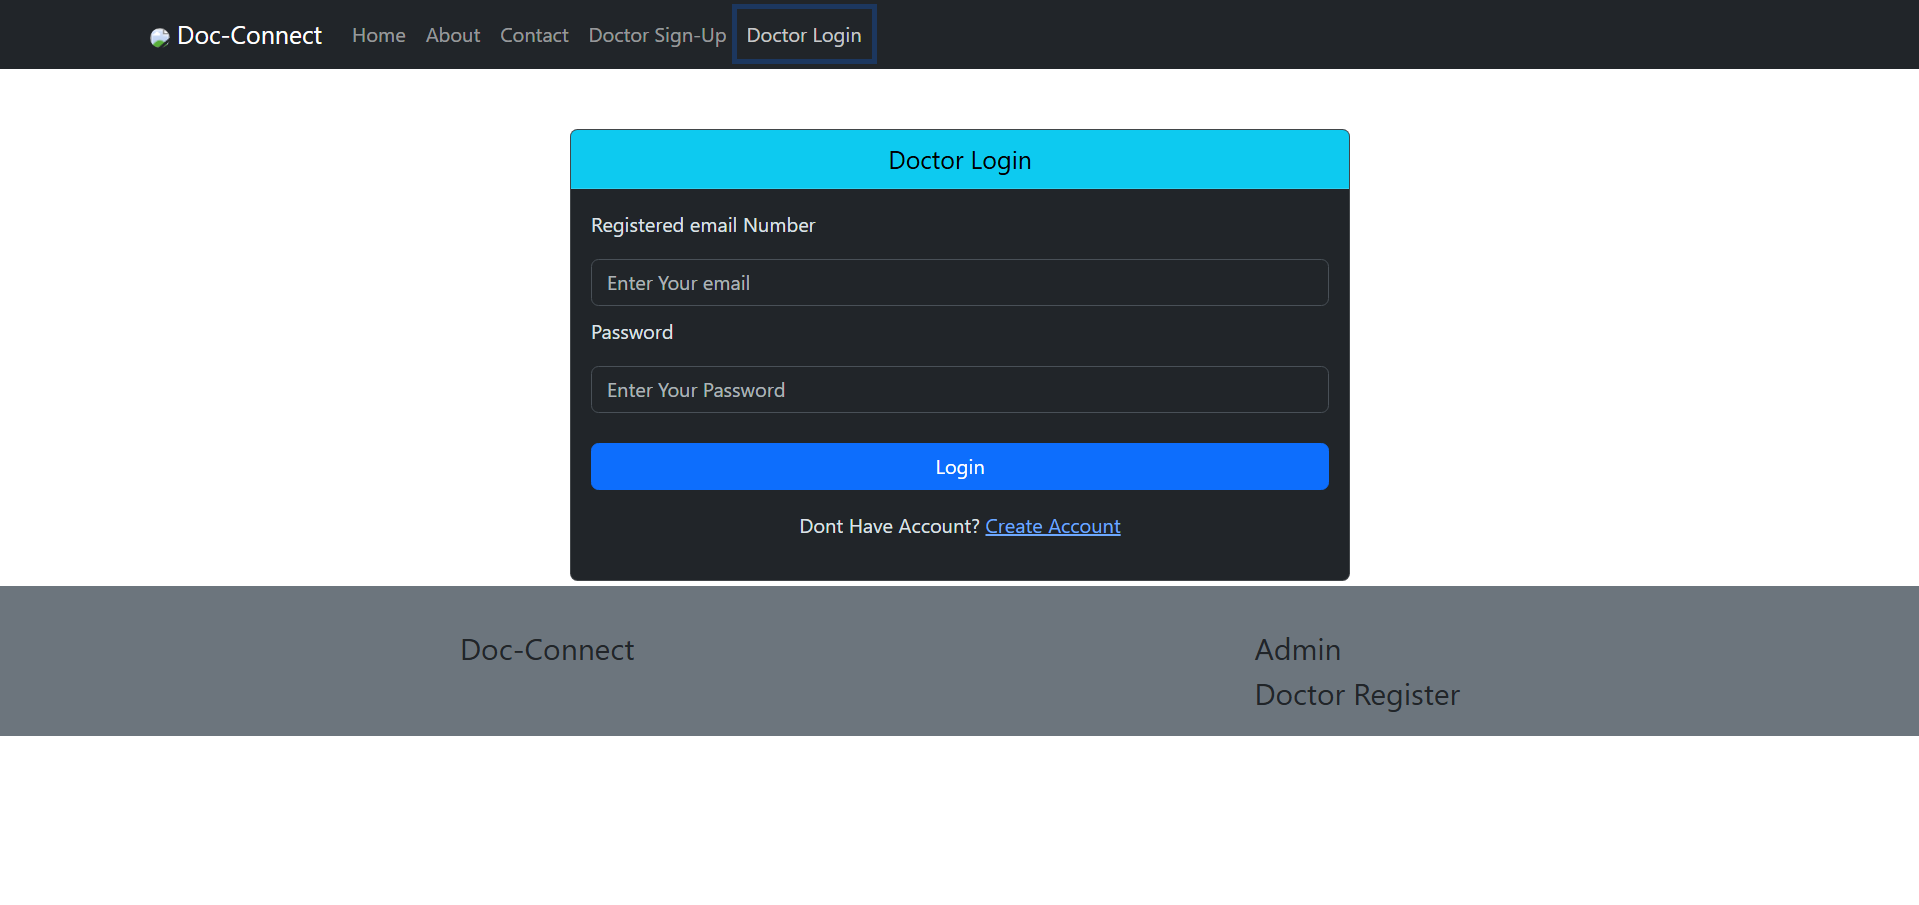 Doc-Connect Home About Contact Doctor Sign-Up Doctor Login
Doctor Login
Registered email Number
Enter Your email
Password
Enter Your Password
Login
Dont Have Account? Create Account
Doc-Connect
Admin
Doctor Register